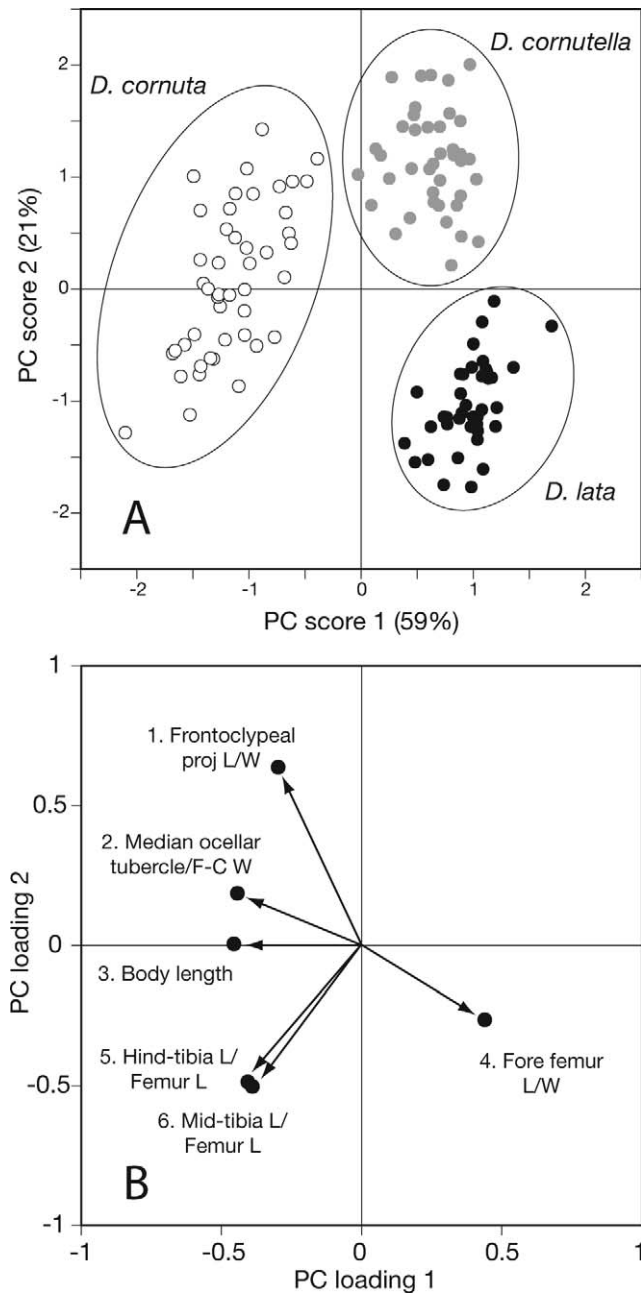 D. cornuta
D. cornutella
2
1
0
-1
-2
PC score 2 (21%)
A
D. lata
-2
-1
0
1
2
PC score 1 (59%)
1
0.5
0
-0.5
-1
PC loading 2
1. Frontoclypeal
proj L/W
2. Median ocellar
tubercle/F-C W
3. Body length
5. Hind-tibia L/
Femur L
6. Mid-tibia L/
Femur L
4. Fore femur
L/W
B
-1
-0.5
0
0.5
1
PC loading 1